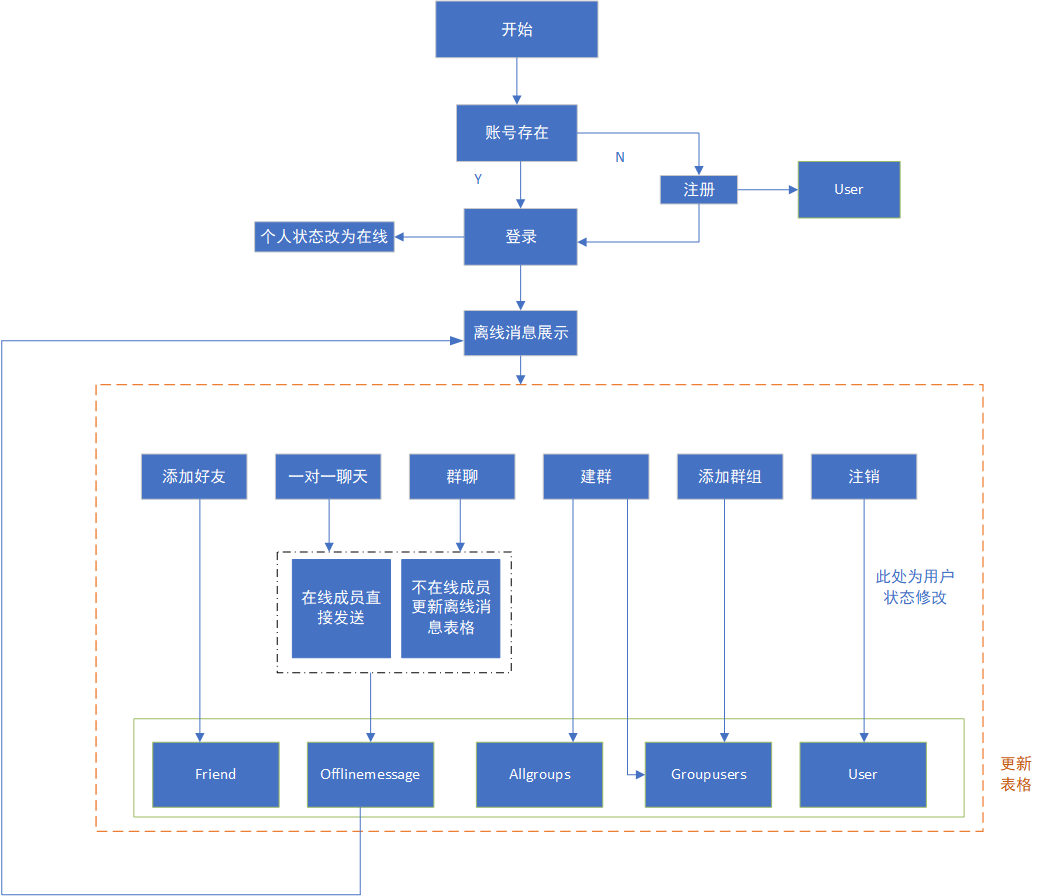 开始
账号存在
N
Y
注册
User
个人状态改为在线
登录
离线消息展示
添加好友
一对一聊天
群聊
建群
添加群组
注销
在线成员直
接发送
不在线成员
更新离线消
息表格
此处为用户
状态修改
Friend
Offlinemessage
Allgroups
Groupusers
User
更新
表格